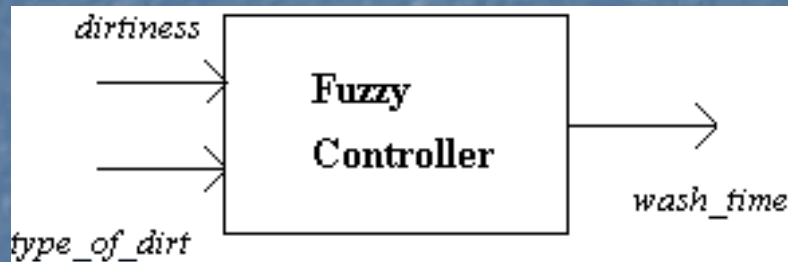 dirtiness
Fuzzy
Controller
wash_time
type_of_dirt